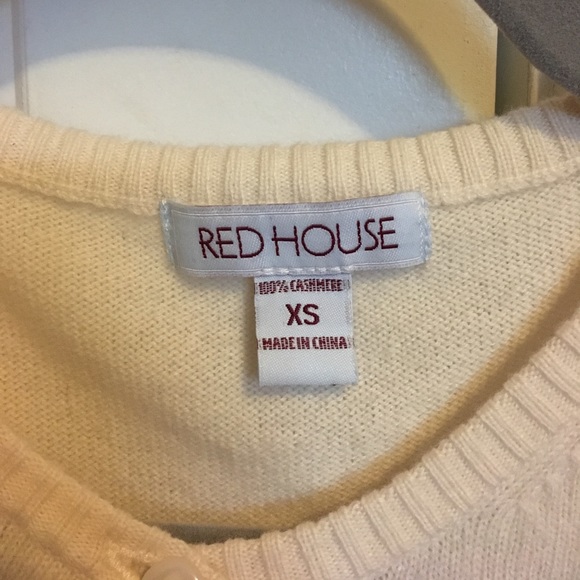 RED HOUSE
100% CASHMERE
XS
MADE IN CHINA